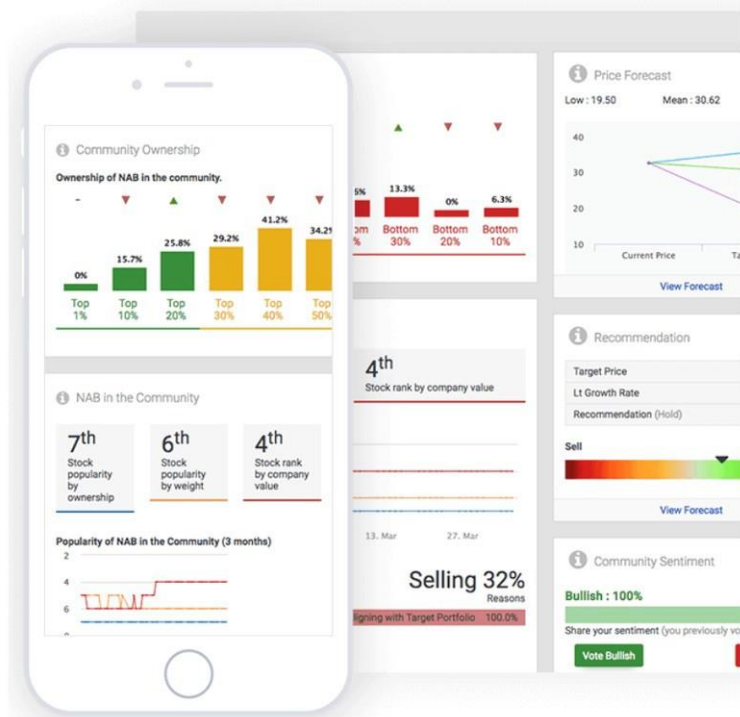 Community Ownership
Ownership of NAB in the community.
-
0%
15.7%
25.8%
29.2%
41.2%
Top 1%
Top 10%
Top 20%
Top 30%
Top 40%
Top 50%
NAB in the Community
7th
Stock
popularity
by
ownership
6th
Stock
popularity
by weight
4th
Stock rank
by company
value
Popularity of NAB in the Community (3 months)
2
4
6
13.3%
0%
6.3%
Bottom 30%
Bottom 20%
Bottom 10%
4th
Stock rank by company value
13. Mar
27. Mar
Selling 32%
Reasons
with Target Portfolio 100.0%
Price Forecast
Low : 19.50 Mean : 30.62
40
30
20
10
Current Price
View Forecast
Recommendation
Target Price
Lt Growth Rate
Recommendation (Hold)
Sell
View Forecast
Community Sentiment
Bullish : 100%
Share your sentiment (you previously
Vote Bullish